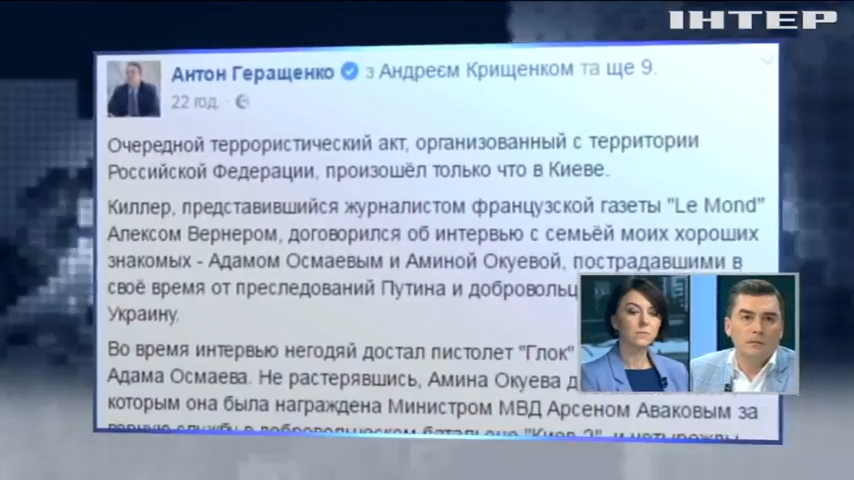 ІНТЕР
Антон Геращенко з Андреєм Крищенком та ще 9.
22 год.
Очередной террористический акт, организованный с территории
Российской Федерации, произошёл только что в Киеве.
Киллер, представившийся журналистом французской газеты "Le Mond"
Алексом Вернером, договорился об интервью с семьёй моих хороших
знакомых - Адамом Осмаевым и Аминой Окуевой, пострадавшими в
своё время от преследований Путина и добровольц
Украину.
Во время интервью негодяй достал пистолет "Глок"
Адама Осмаева. Не растерявшись, Амина Окуева д
которым она была награждена Министром МВД Арсеном Аваковым за